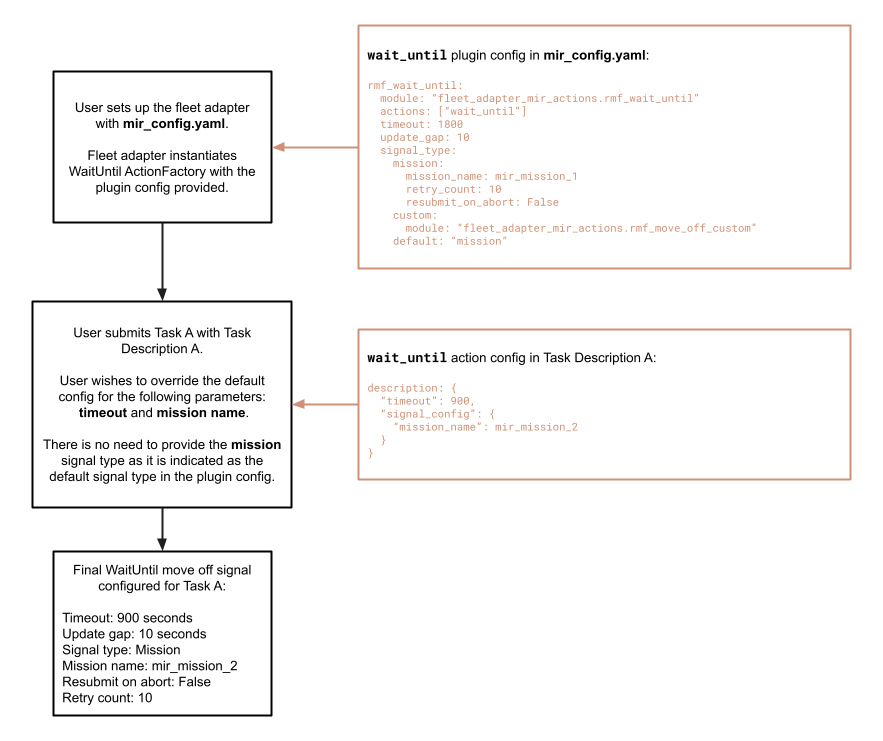 User sets up the fleet adapter
with mir_config.yaml.
Fleet adapter instantiates
WaitUntil ActionFactory with the
plugin config provided.
wait_until plugin config in mir_config.yaml:
rmf_wait_until:
  module: “fleet_adapter_mir_actions.rmf_wait_until”
  actions: [“wait_until”]
  timeout: 1800
  update_gap: 10
  signal_type:
    mission:
      mission_name: mir_mission_1
      retry_count: 10
      resubmit_on_abort: False
    custom:
      module: “fleet_adapter_mir_actions.rmf_move_off_custom”
    default: “mission”
User submits Task A with Task
Description A.
User wishes to override the default
config for the following parameters:
timeout and mission name.
There is no need to provide the mission
signal type as it is indicated as the
default signal type in the plugin config.
wait_until action config in Task Description A:
description: {
  “timeout”: 900,
  “signal_config”: {
    “mission_name”: mir_mission_2
  }
}
Final WaitUntil move off signal
configured for Task A:
Timeout: 900 seconds
Update gap: 10 seconds
Signal type: Mission
Mission name: mir_mission_2
Resubmit on abort: False
Retry count: 10